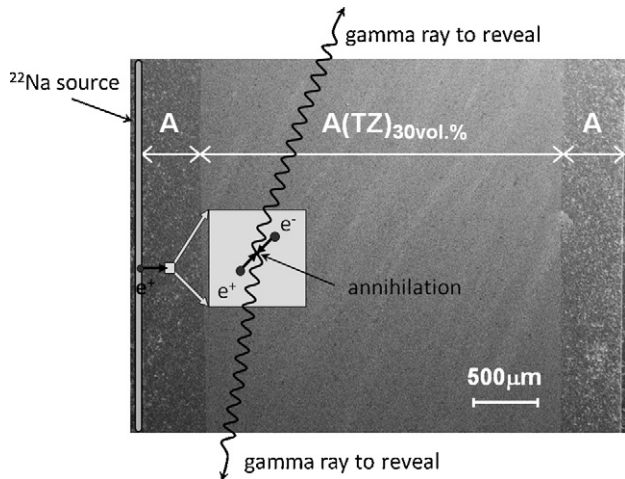 gamma ray to reveal
²²Na source
A
A(TZ)30vol.%
A
e⁻
e⁺
e⁺
annihilation
500µm
gamma ray to reveal